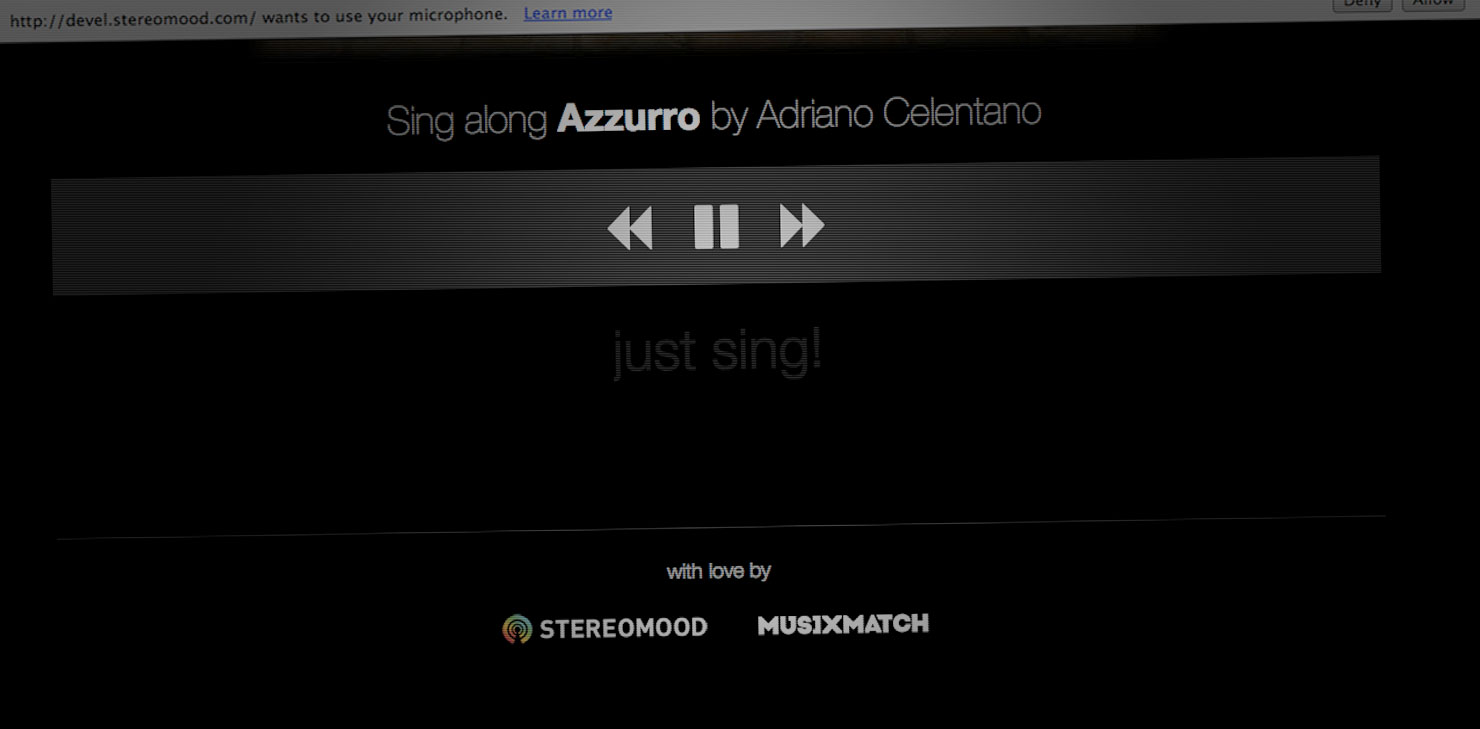 http://devel.stereomood.com/ wants to use your microphone. Learn more Deny Allow
Sing along Azzurro by Adriano Celentano
just sing!
with love by
STEREOMOOD MUSIXMATCH